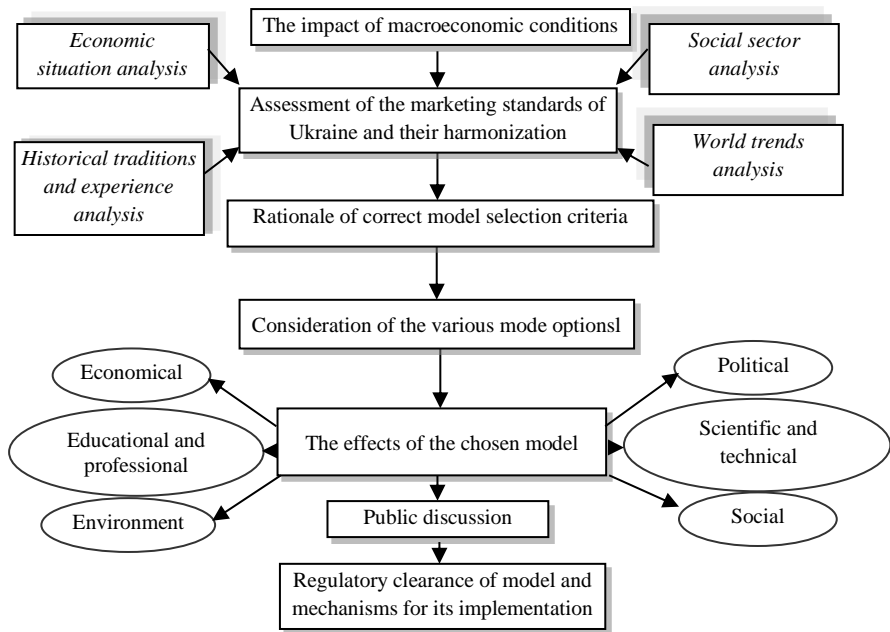 The impact of macroeconomic conditions
Economic
situation analysis
Social sector
analysis
Assessment of the marketing standards of
Ukraine and their harmonization
Historical traditions
and experience
analysis
World trends
analysis
Rationale of correct model selection criteria
Consideration of the various mode optionsl
Economical
Political
Educational and
professional
The effects of the chosen model
Scientific and
technical
Environment
Social
Public discussion
Regulatory clearance of model and
mechanisms for its implementation